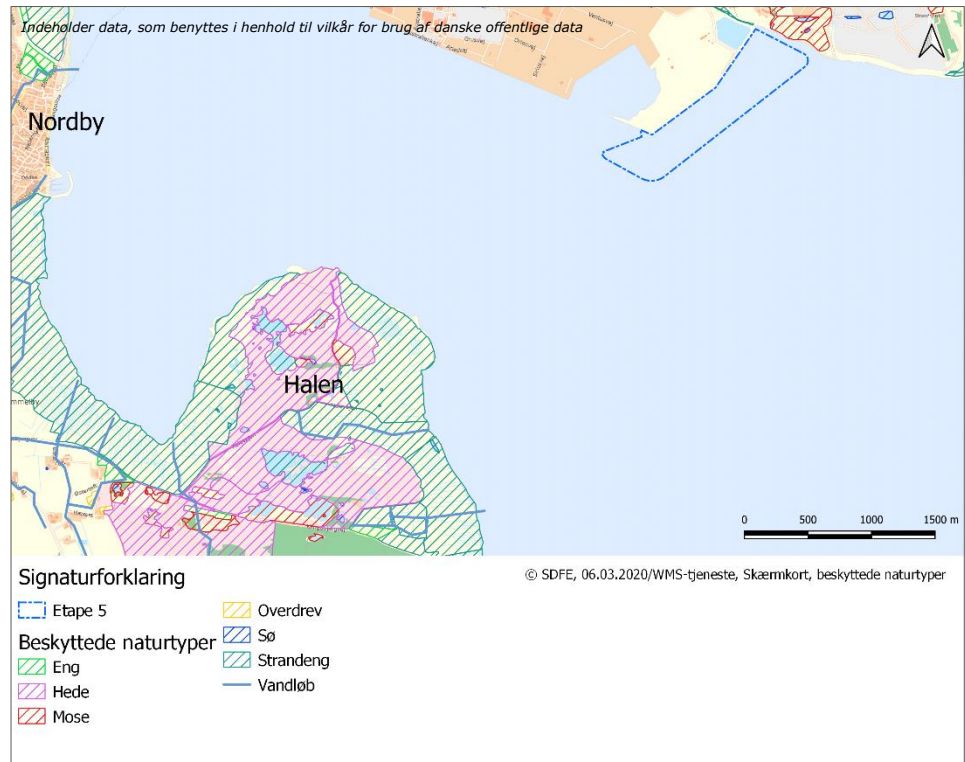 Indeholder data, som benyttes i henhold til vilkår for brug af danske offentlige data
Nordby
Halen
0 500 1000 1500 m
Signaturforklaring
© SDFE, 06.03.2020/WMS-tjeneste, Skærmkort, beskyttede naturtyper
Etape 5
Beskyttede naturtyper
Eng
Hede
Mose
Overdrev
Sø
Strandeng
Vandløb